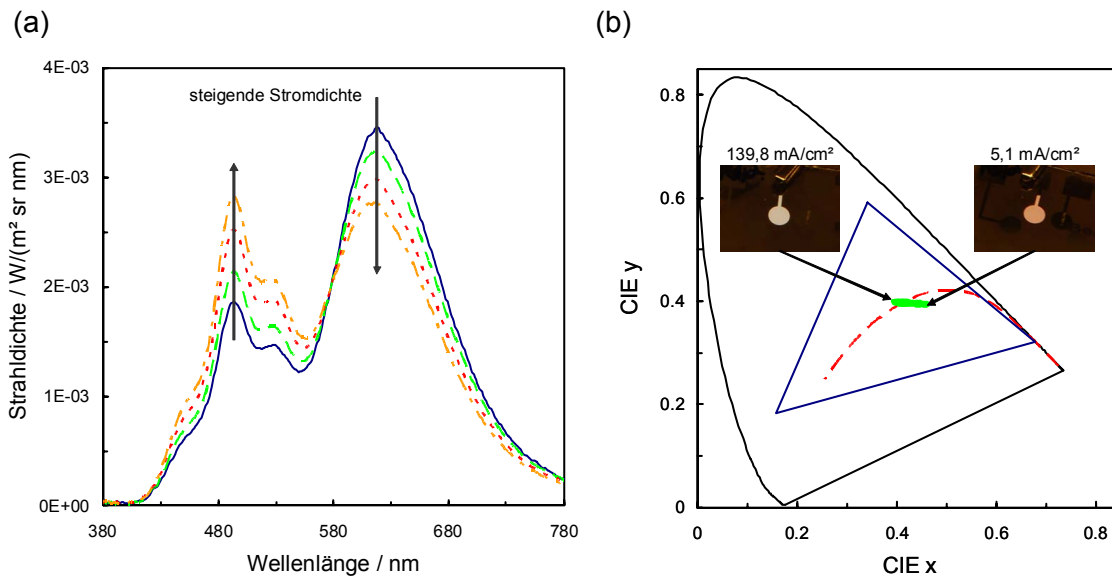 (a)
4E-03
3E-03
2E-03
1E-03
0E+00
Strahldichte / W/(m² sr nm)
steigende Stromdichte
380
480
580
680
780
Wellenlänge / nm
(b)
0.8
0.6
0.4
0.2
0
CIE y
139,8 mA/cm²
5,1 mA/cm²
0
0.2
0.4
0.6
0.8
CIE x